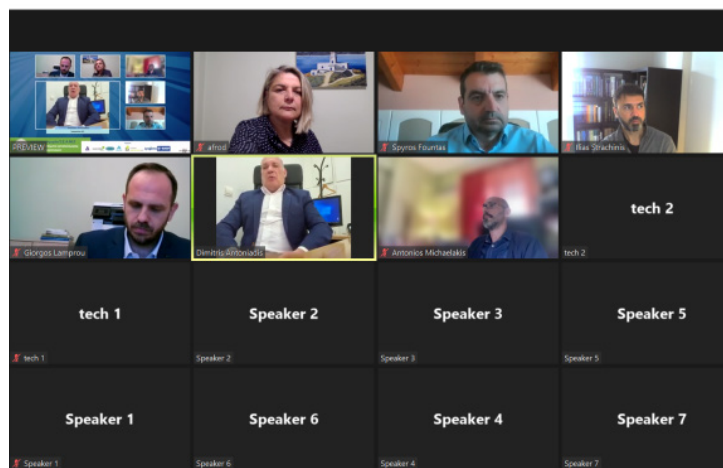 PREVIEW
afrod
Spyros Fountas
Ilias Strachinis
Giorgos Lamprou
Dimitris Antoniadis
Antonios Michaelakis
tech 2
tech 2
tech 1
Speaker 2
Speaker 3
Speaker 5
tech 1
Speaker 2
Speaker 3
Speaker 5
Speaker 1
Speaker 6
Speaker 4
Speaker 7
Speaker 1
Speaker 6
Speaker 4
Speaker 7